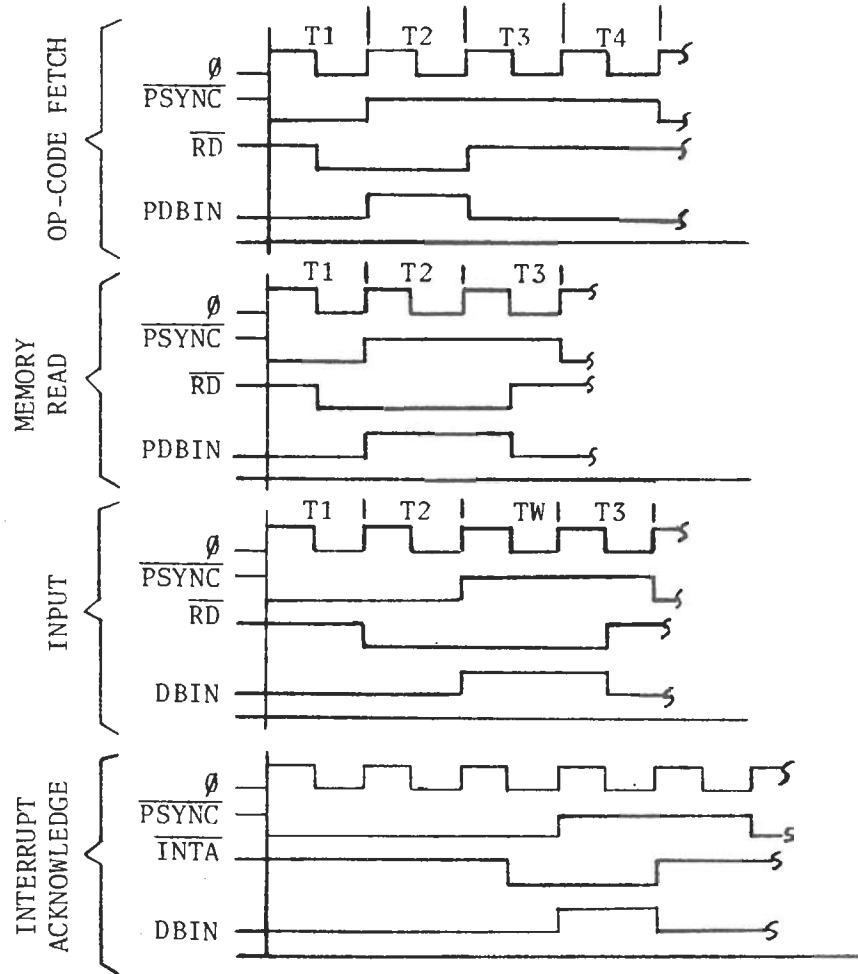 OP-CODE FETCH
T1 T2 T3 T4
Ø
PSYNC
RD
PDBIN
MEMORY READ
T1 T2 T3
Ø
PSYNC
RD
PDBIN
INPUT
T1 T2 TW T3
Ø
PSYNC
RD
DBIN
INTERRUPT
ACKNOWLEDGE
Ø
PSYNC
INTA
DBIN